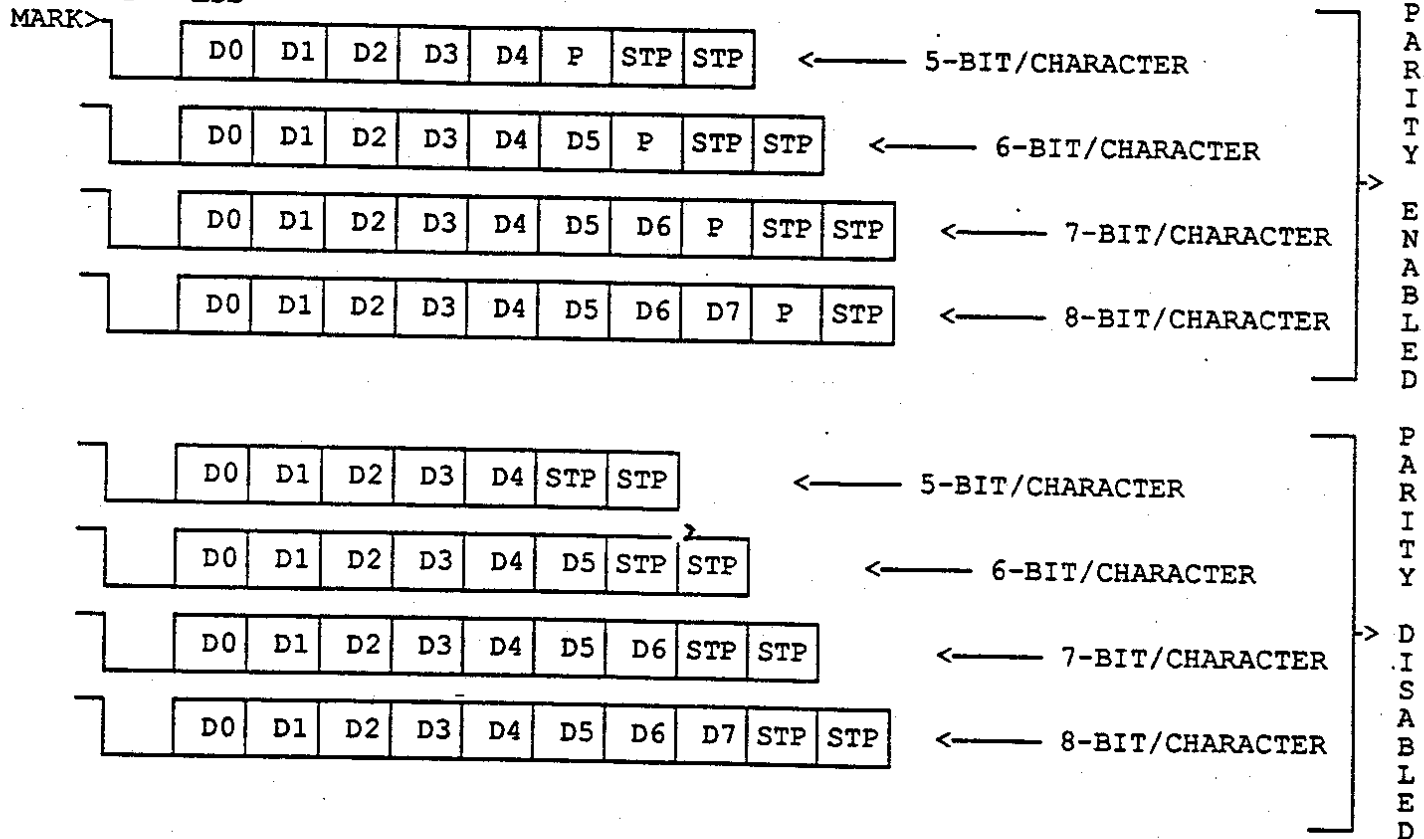 MARK>
D0 D1 D2 D3 D4 P STP STP <—— 5-BIT/CHARACTER
D0 D1 D2 D3 D4 D5 P STP STP <—— 6-BIT/CHARACTER
D0 D1 D2 D3 D4 D5 D6 P STP STP <—— 7-BIT/CHARACTER
D0 D1 D2 D3 D4 D5 D6 D7 P STP <—— 8-BIT/CHARACTER
PARITY ENABLED
D0 D1 D2 D3 D4 STP STP <—— 5-BIT/CHARACTER
D0 D1 D2 D3 D4 D5 STP STP <—— 6-BIT/CHARACTER
D0 D1 D2 D3 D4 D5 D6 STP STP <—— 7-BIT/CHARACTER
D0 D1 D2 D3 D4 D5 D6 D7 STP STP <—— 8-BIT/CHARACTER
PARITY DISABLED